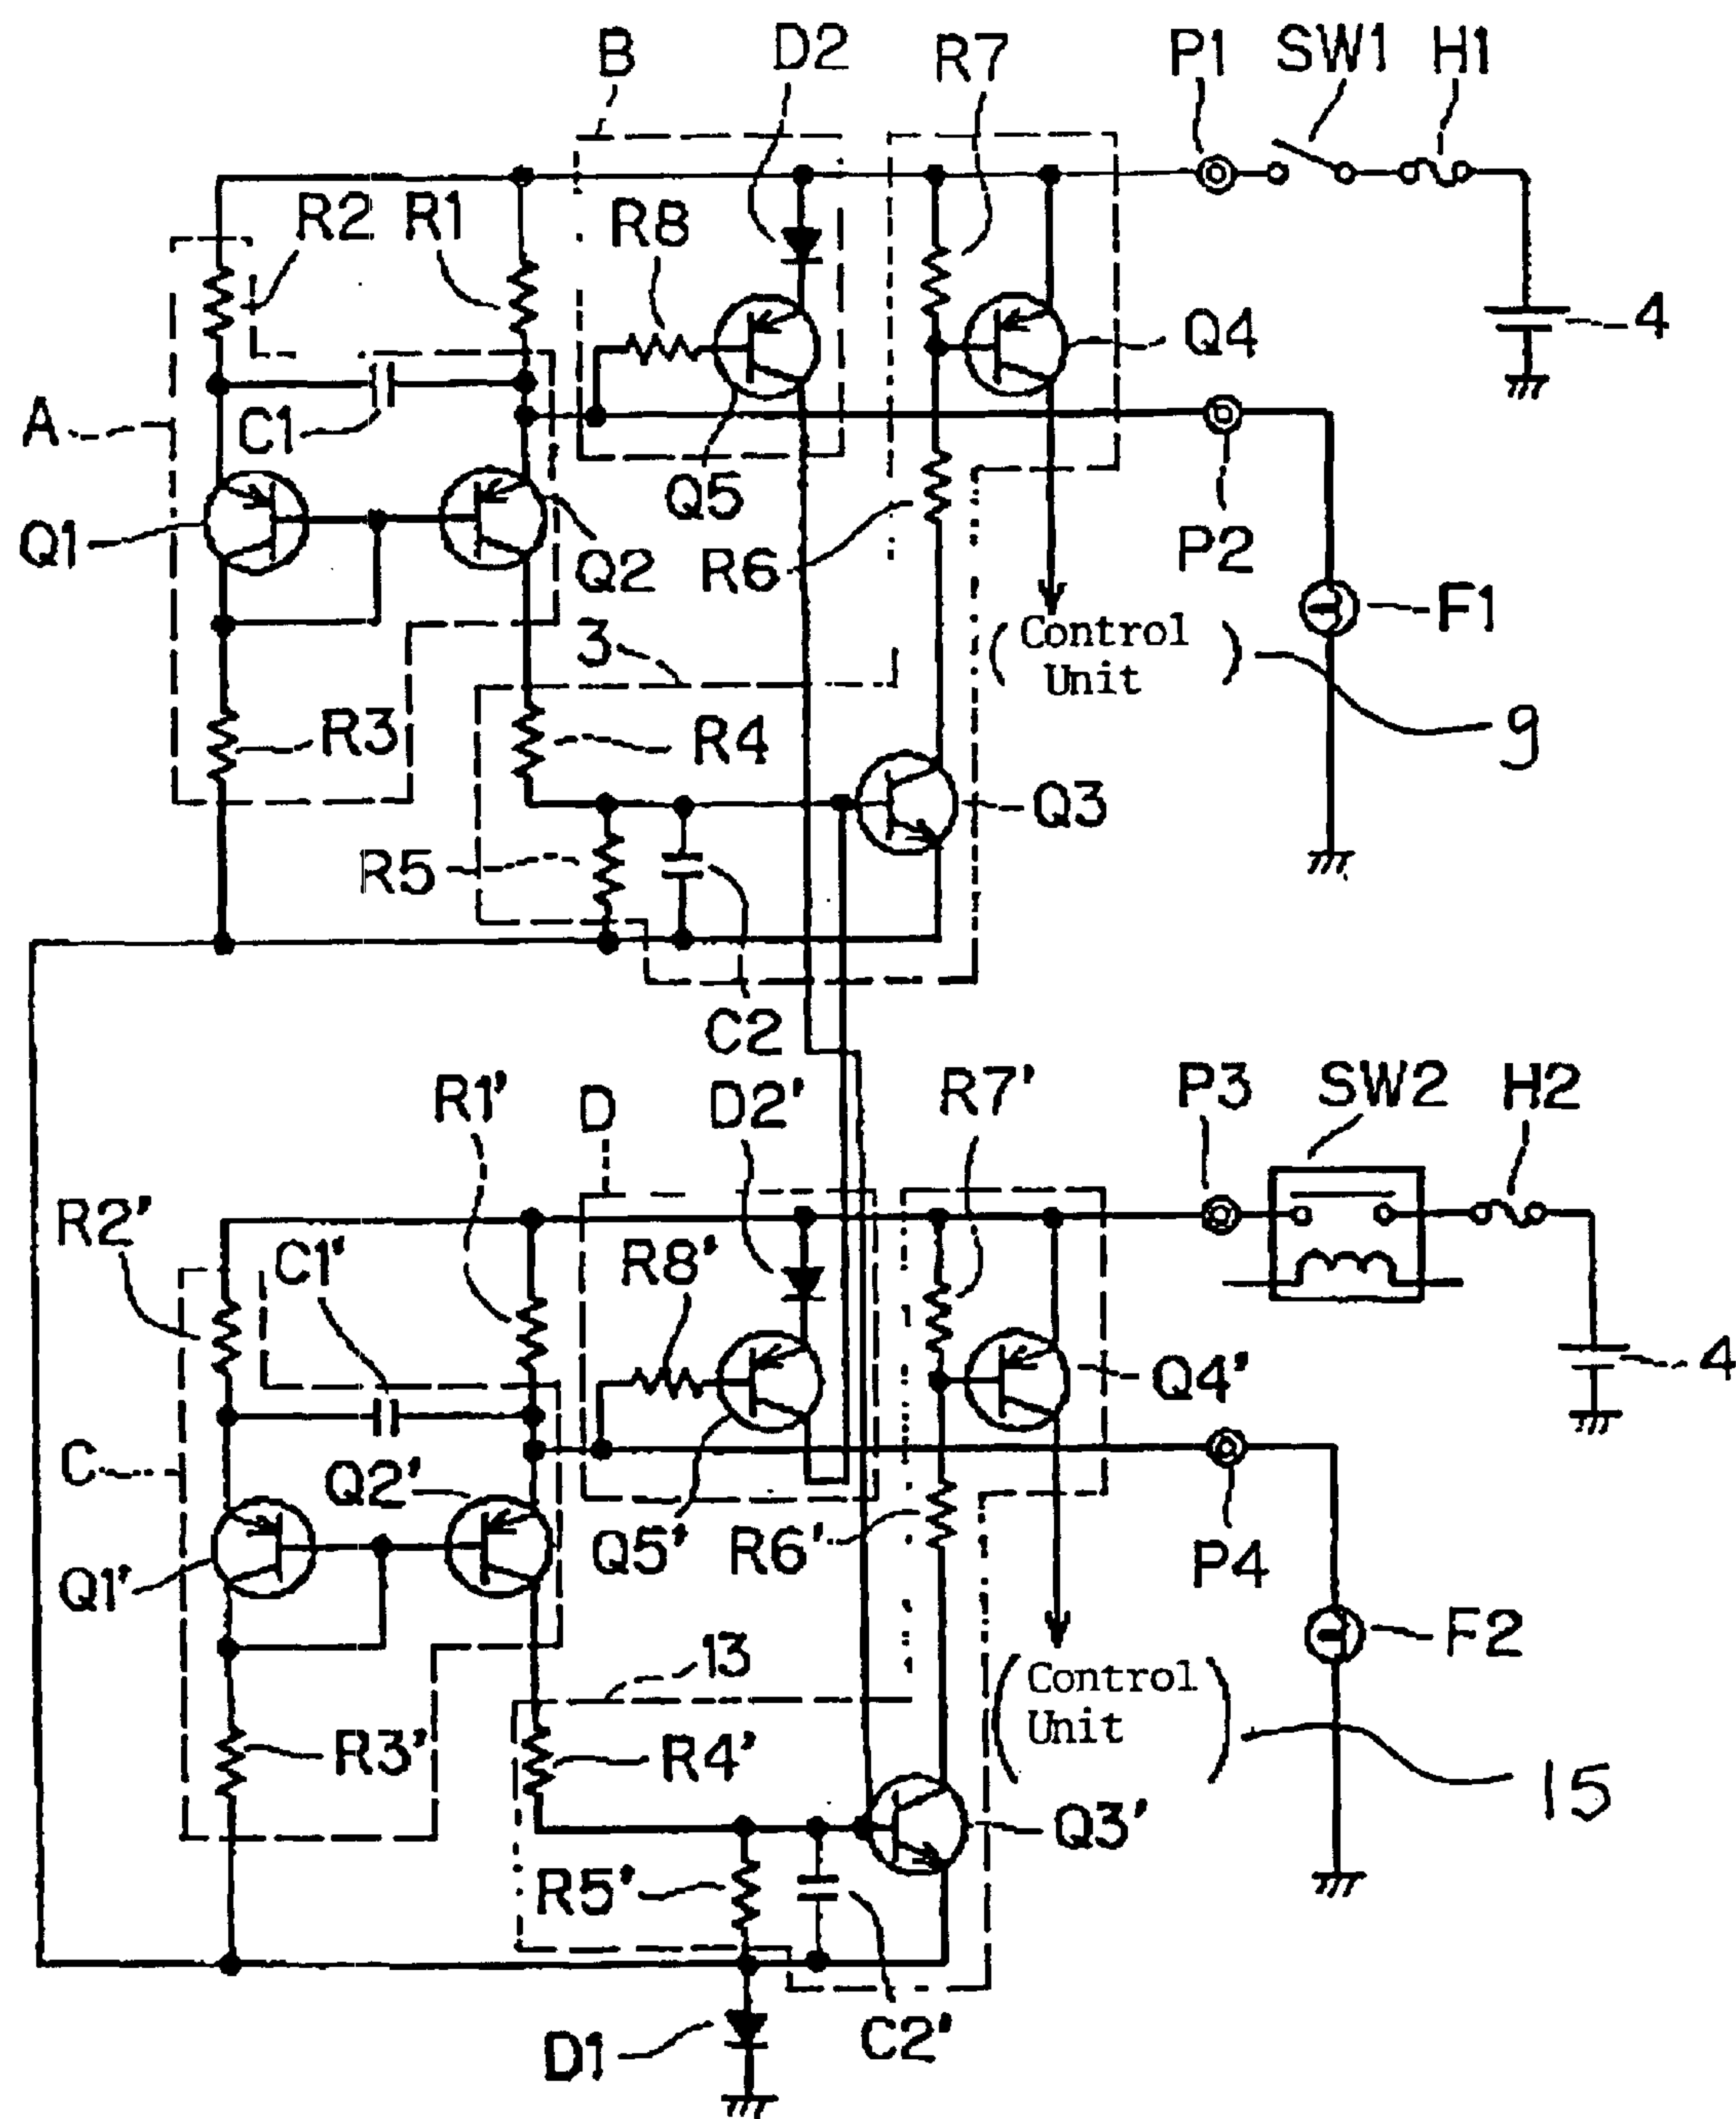 B D2 R7 P1 SW1 H1
R2 R1 R8
Q4 4
A C1
Q5
Q1 Q2 R6 P2
F1
3 (Control
Unit)
R3 R4 9
Q3
R5
C2
R1' D D2' R7' P3 SW2 H2
R2' C1' R8'
Q4' 4
C Q2'
Q5' R6' P4
Q1'
F2
13 (Control
Unit)
R3' R4'
15
Q3'
R5'
D1 C2'